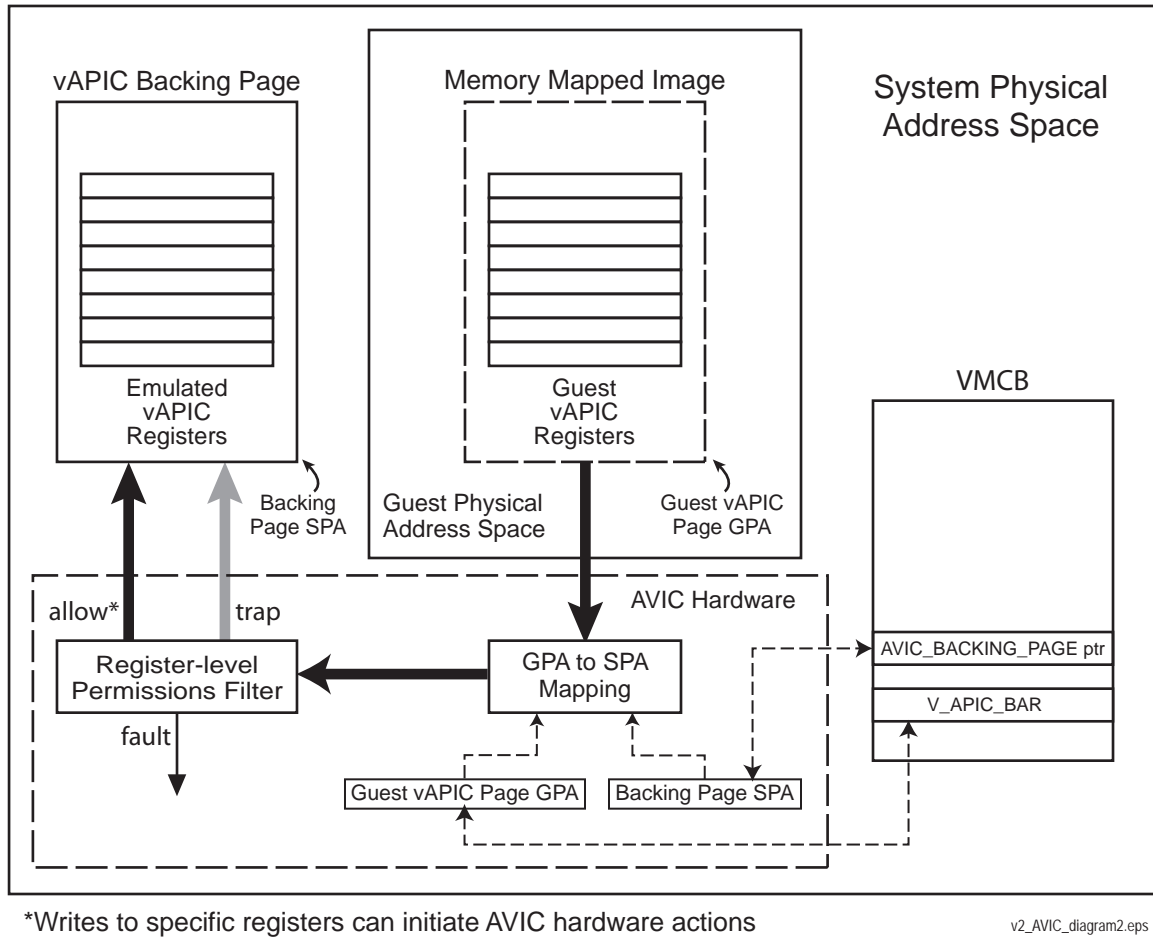 vAPIC Backing Page
Memory Mapped Image
System Physical
Address Space
Emulated
vAPIC
Registers
Guest
vAPIC
Registers
VMCB
Backing
Page SPA
Guest Physical
Address Space
Guest vAPIC
Page GPA
allow*
trap
AVIC Hardware
Register-level
Permissions Filter
GPA to SPA
Mapping
AVIC_BACKING_PAGE ptr
V_APIC_BAR
fault
Guest vAPIC Page GPA
Backing Page SPA
*Writes to specific registers can initiate AVIC hardware actions
v2_AVIC_diagram2.eps